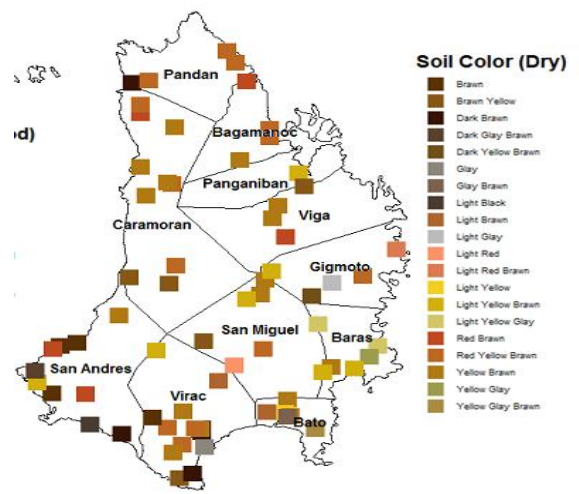 Soil Color (Dry)
Brawn
Brawn Yellow
Dark Brawn
Dark Glay Brawn
Dark Yellow Brawn
Glay
Glay Brawn
Light Black
Light Brawn
Light Glay
Light Red
Light Red Brawn
Light Yellow
Light Yellow Brawn
Light Yellow Glay
Red Brawn
Red Yellow Brawn
Yellow Brawn
Yellow Glay
Yellow Glay Brawn
od)
Pandan
Bagamanoc
Panganiban
Viga
Caramoran
Gigmoto
San Miguel
Baras
San Andres
Virac
Bato
4